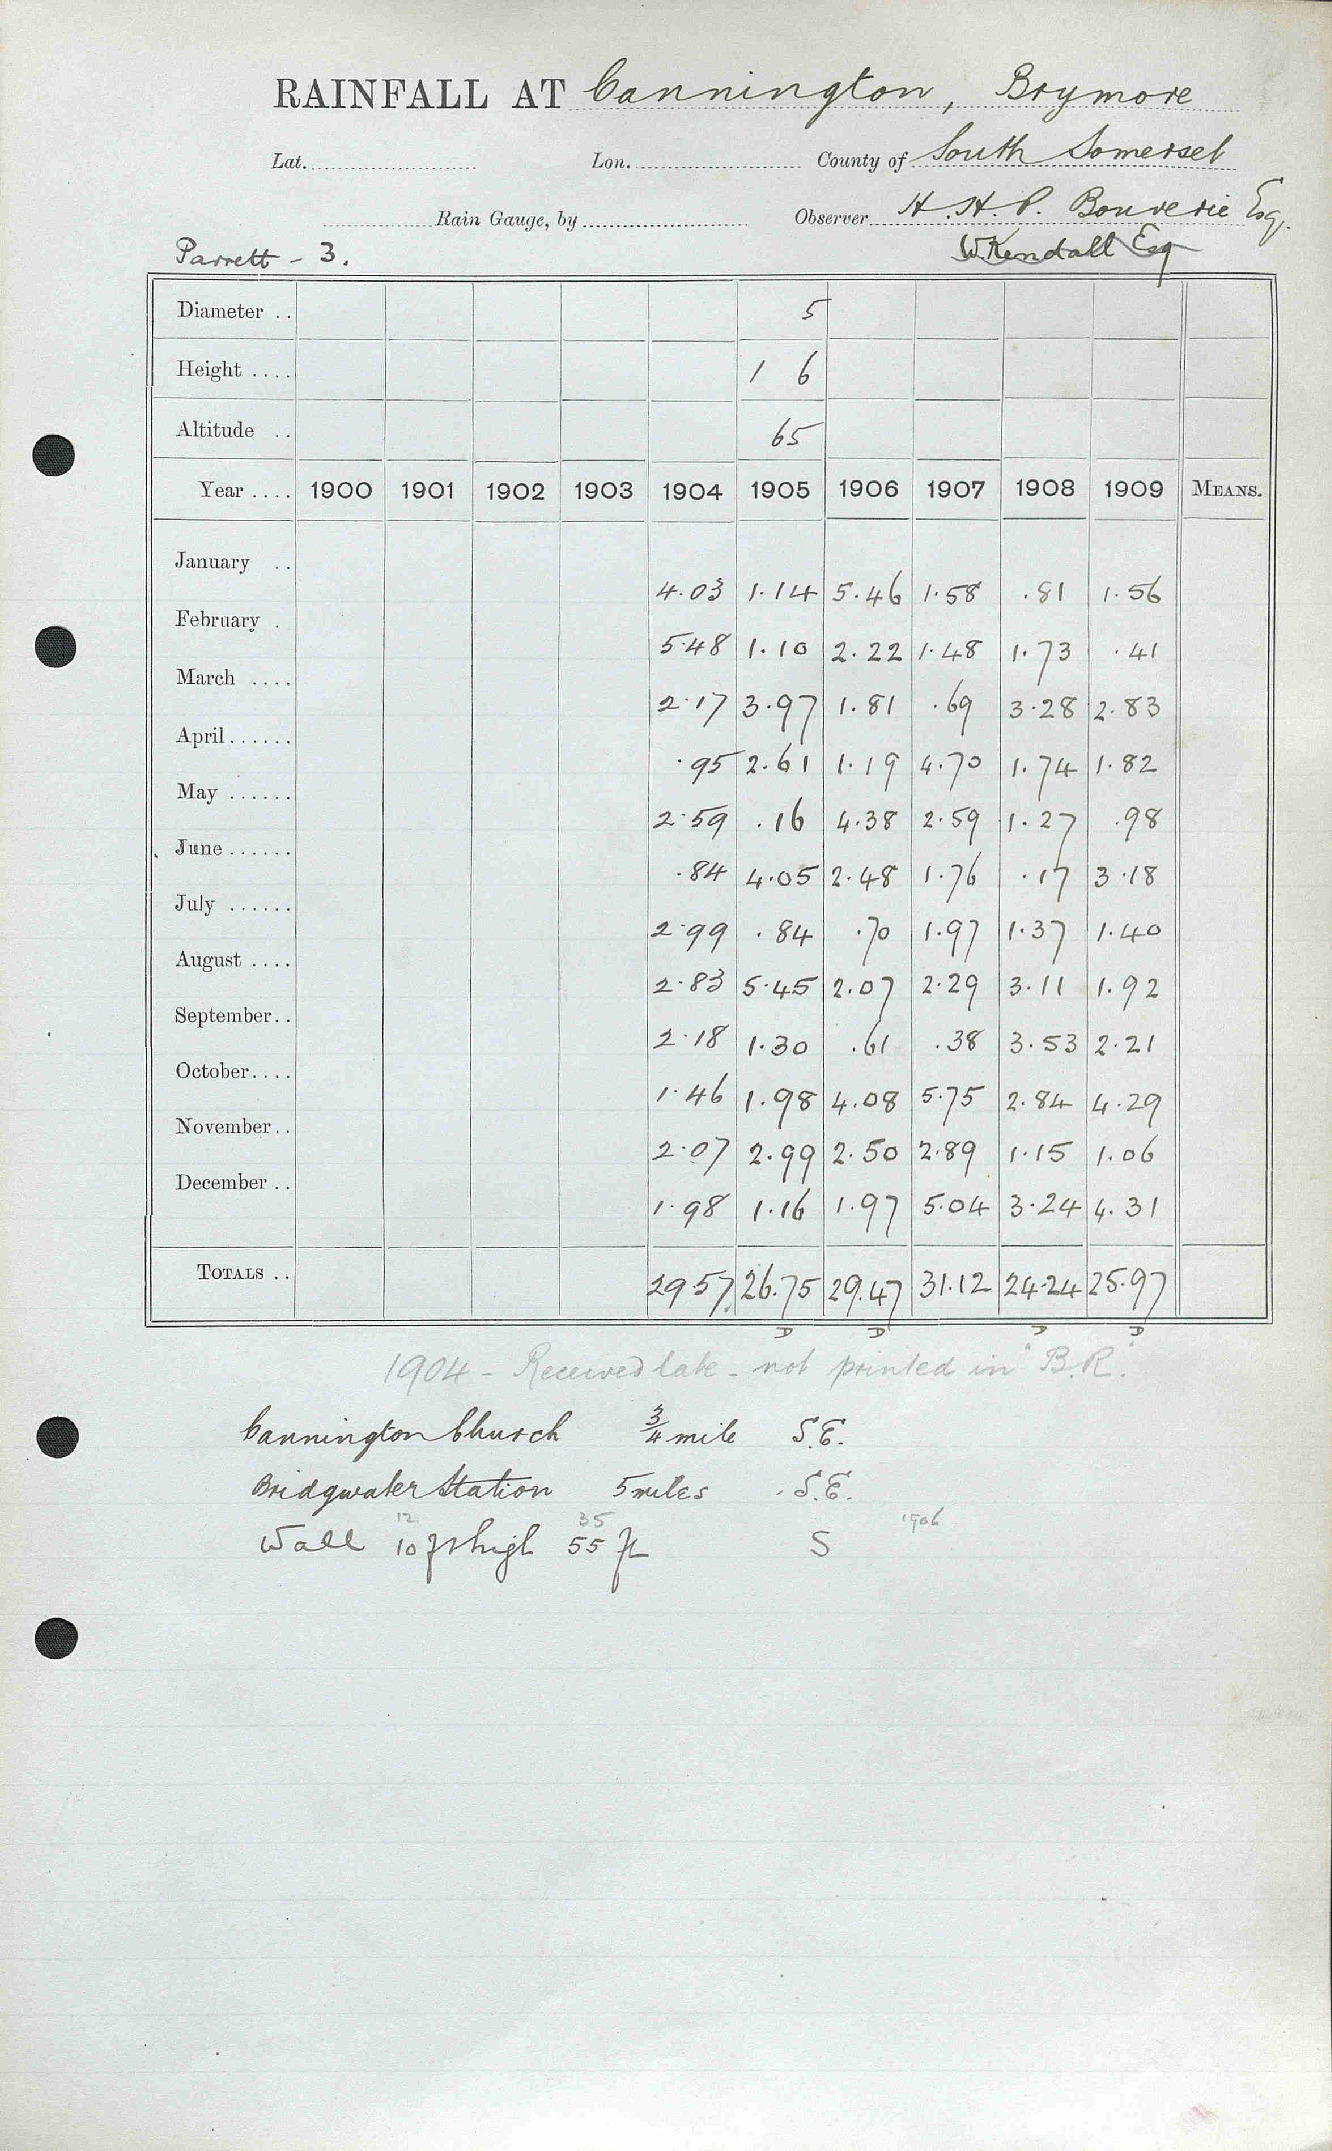 RAINFALL AT Cannington, Brymore
Lat. Lon. County of South Somerset
Rain Gauge, by Observer H. H. P. Bouverie Esq.
Parrett - 3. W Kendall Esq
Diameter .. 5
Height .... 1 6
Altitude .. 65
Year .... 1900 1901 1902 1903 1904 1905 1906 1907 1908 1909 MEANS.
January .. 4.03 1.14 5.46 1.58 .81 1.56
February . 5.48 1.10 2.22 1.48 1.73 .41
March .... 2.17 3.97 1.81 .69 3.28 2.83
April...... .95 2.61 1.19 4.70 1.74 1.82
May ...... 2.59 .16 4.38 2.59 1.27 .98
June...... .84 4.05 2.48 1.76 .17 3.18
July ...... 2.99 .84 .70 1.97 1.37 1.40
August .... 2.83 5.45 2.07 2.29 3.11 1.92
September.. 2.18 1.30 .61 .38 3.53 2.21
October.... 1.46 1.98 4.08 5.75 2.84 4.29
November.. 2.07 2.99 2.50 2.89 1.15 1.06
December .. 1.98 1.16 1.97 5.04 3.24 4.31
TOTALS .. 29 57 26.75 29.47 31.12 24.24 25.97
D D D D
1904 - Received late - not printed in "B.R."
Cannington Church 3/4 mile S.E.
Bridgwater Station 5 miles S.E.
12 35 1906
Wall 10 ft high 55 ft S